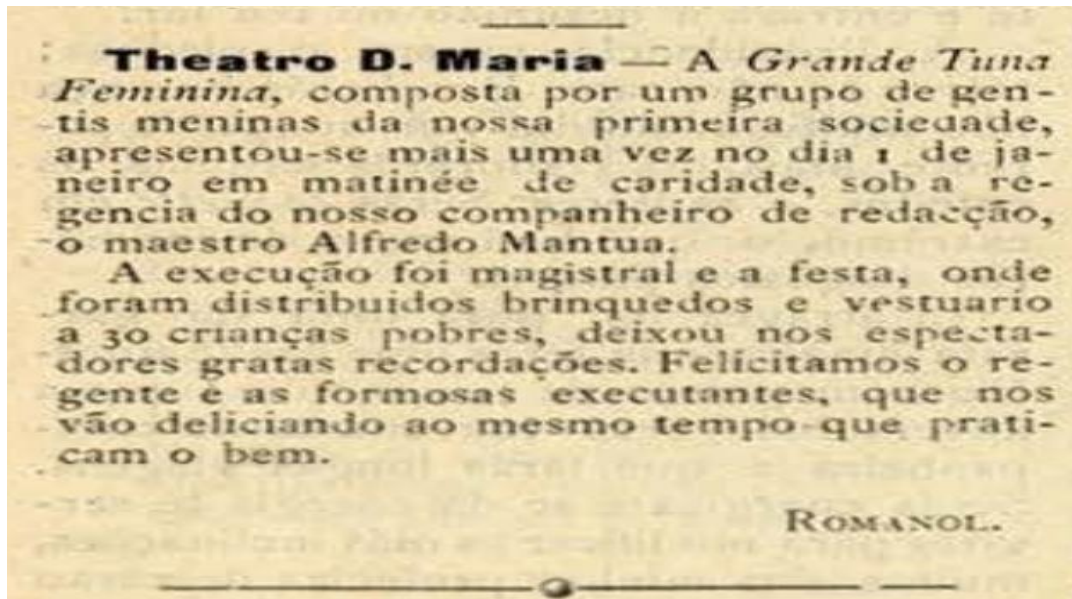 Theatro D. Maria — A Grande Tuna
Feminina, composta por um grupo de gen-
tis meninas da nossa primeira sociedade,
apresentou-se mais uma vez no dia 1 de ja-
neiro em matinée de caridade, sob a re-
gencia do nosso companheiro de redacção,
o maestro Alfredo Mantua.
A execução foi magistral e a festa, onde
foram distribuidos brinquedos e vestuario
a 30 crianças pobres, deixou nos especta-
dores gratas recordações. Felicitamos o re-
gente e as formosas executantes, que nos
vão deliciando ao mesmo tempo que prati-
cam o bem.
ROMANOL.